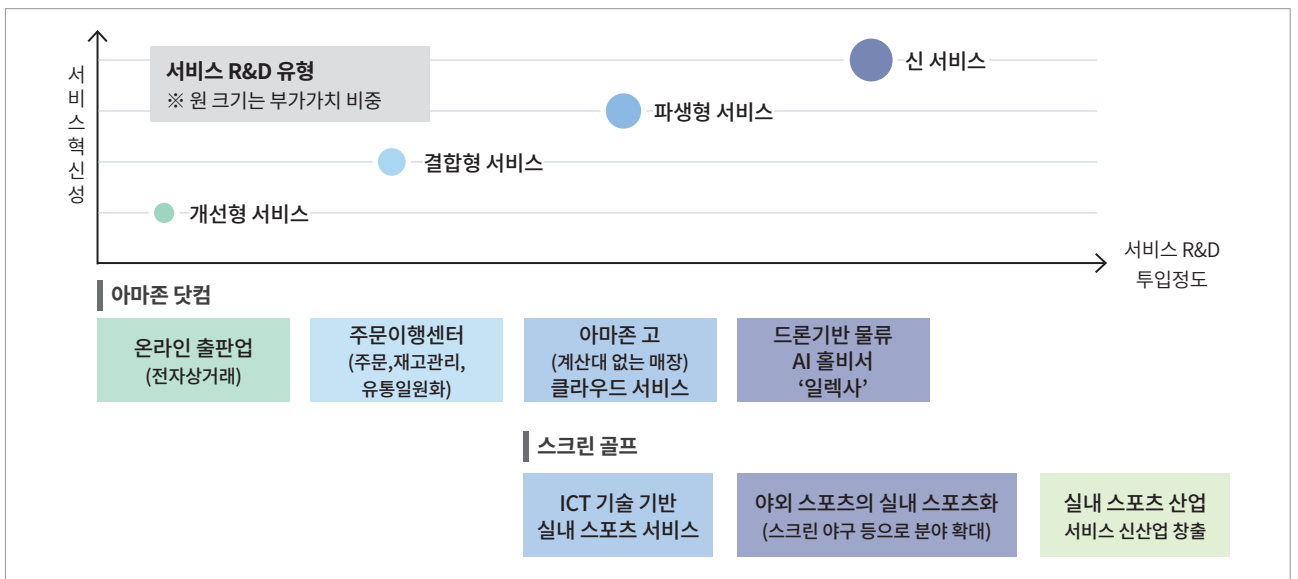 서비스혁신성
서비스 R&D 유형
※ 원 크기는 부가가치 비중
신 서비스
파생형 서비스
결합형 서비스
개선형 서비스
서비스 R&D
투입정도
아마존 닷컴
온라인 출판업
(전자상거래)
주문이행센터
(주문,재고관리,
유통일원화)
아마존 고
(계산대 없는 매장)
클라우드 서비스
드론기반 물류
AI 홀비서
‘일렉사’
스크린 골프
ICT 기술 기반
실내 스포츠 서비스
야외 스포츠의 실내 스포츠화
(스크린 야구 등으로 분야 확대)
실내 스포츠 산업
서비스 신산업 창출